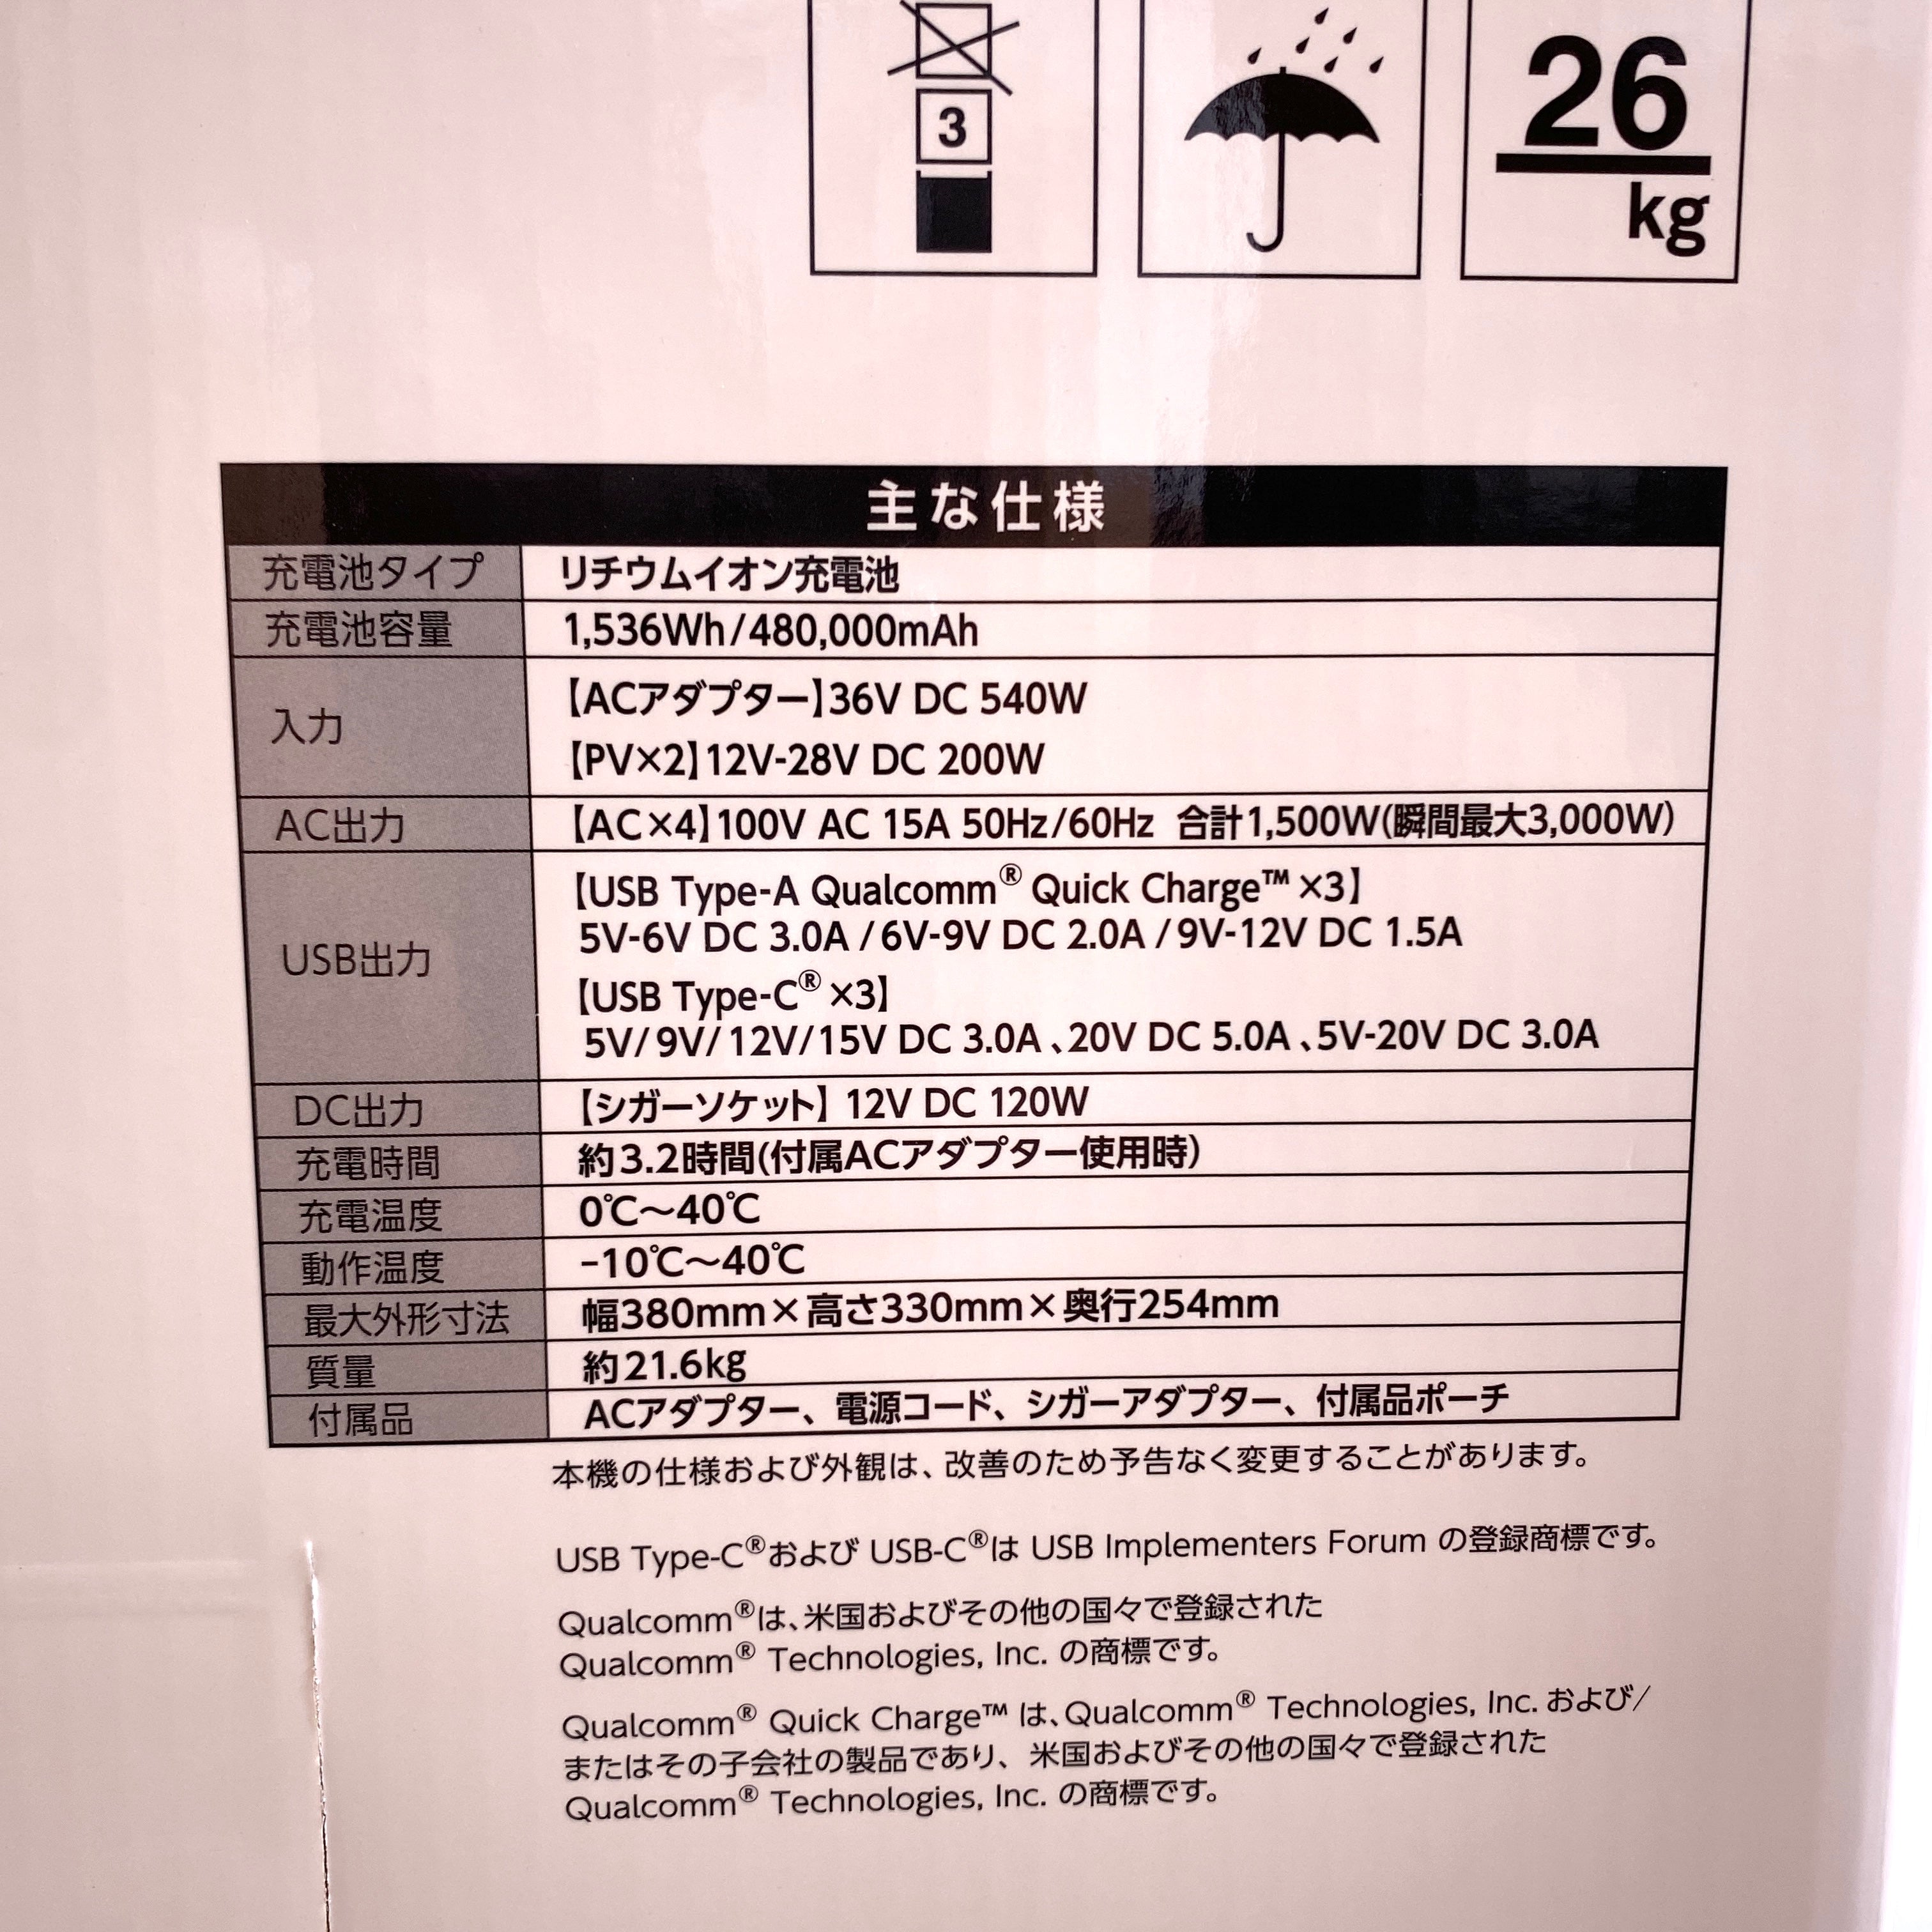 3
26
kg
主な仕様
充電池タイプ リチウムイオン充電池
充電池容量 1,536Wh/480,000mAh
入力
【ACアダプター】36V DC 540W
【PV×2】12V-28V DC 200W
AC出力 【AC×4】100V AC 15A 50Hz/60Hz 合計1,500W(瞬間最大3,000W)
USB出力
【USB Type-A Qualcomm® Quick Charge™ ×3】
5V-6V DC 3.0A / 6V-9V DC 2.0A / 9V-12V DC 1.5A
【USB Type-C® ×3】
5V/9V/12V/15V DC 3.0A、20V DC 5.0A、5V-20V DC 3.0A
DC出力 【シガーソケット】 12V DC 120W
充電時間 約3.2時間(付属ACアダプター使用時)
充電温度 0℃～40℃
動作温度 -10℃～40℃
最大外形寸法 幅380mm×高さ330mm×奥行254mm
質量 約21.6kg
付属品 ACアダプター、電源コード、シガーアダプター、付属品ポーチ
本機の仕様および外観は、改善のため予告なく変更することがあります。
USB Type-C®および USB-C®は USB Implementers Forum の登録商標です。
Qualcomm®は、米国およびその他の国々で登録された
Qualcomm® Technologies, Inc. の商標です。
Qualcomm® Quick Charge™ は、Qualcomm® Technologies, Inc. および/
またはその子会社の製品であり、米国およびその他の国々で登録された
Qualcomm® Technologies, Inc. の商標です。